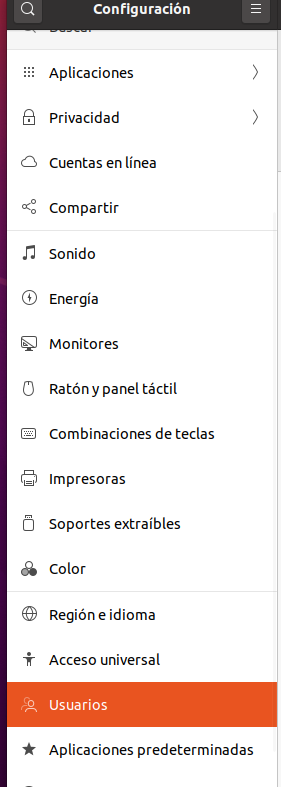 Configuración
Buscar
Aplicaciones
Privacidad
Cuentas en línea
Compartir
Sonido
Energía
Monitores
Ratón y panel táctil
Combinaciones de teclas
Impresoras
Soportes extraíbles
Color
Región e idioma
Acceso universal
Usuarios
Aplicaciones predeterminadas